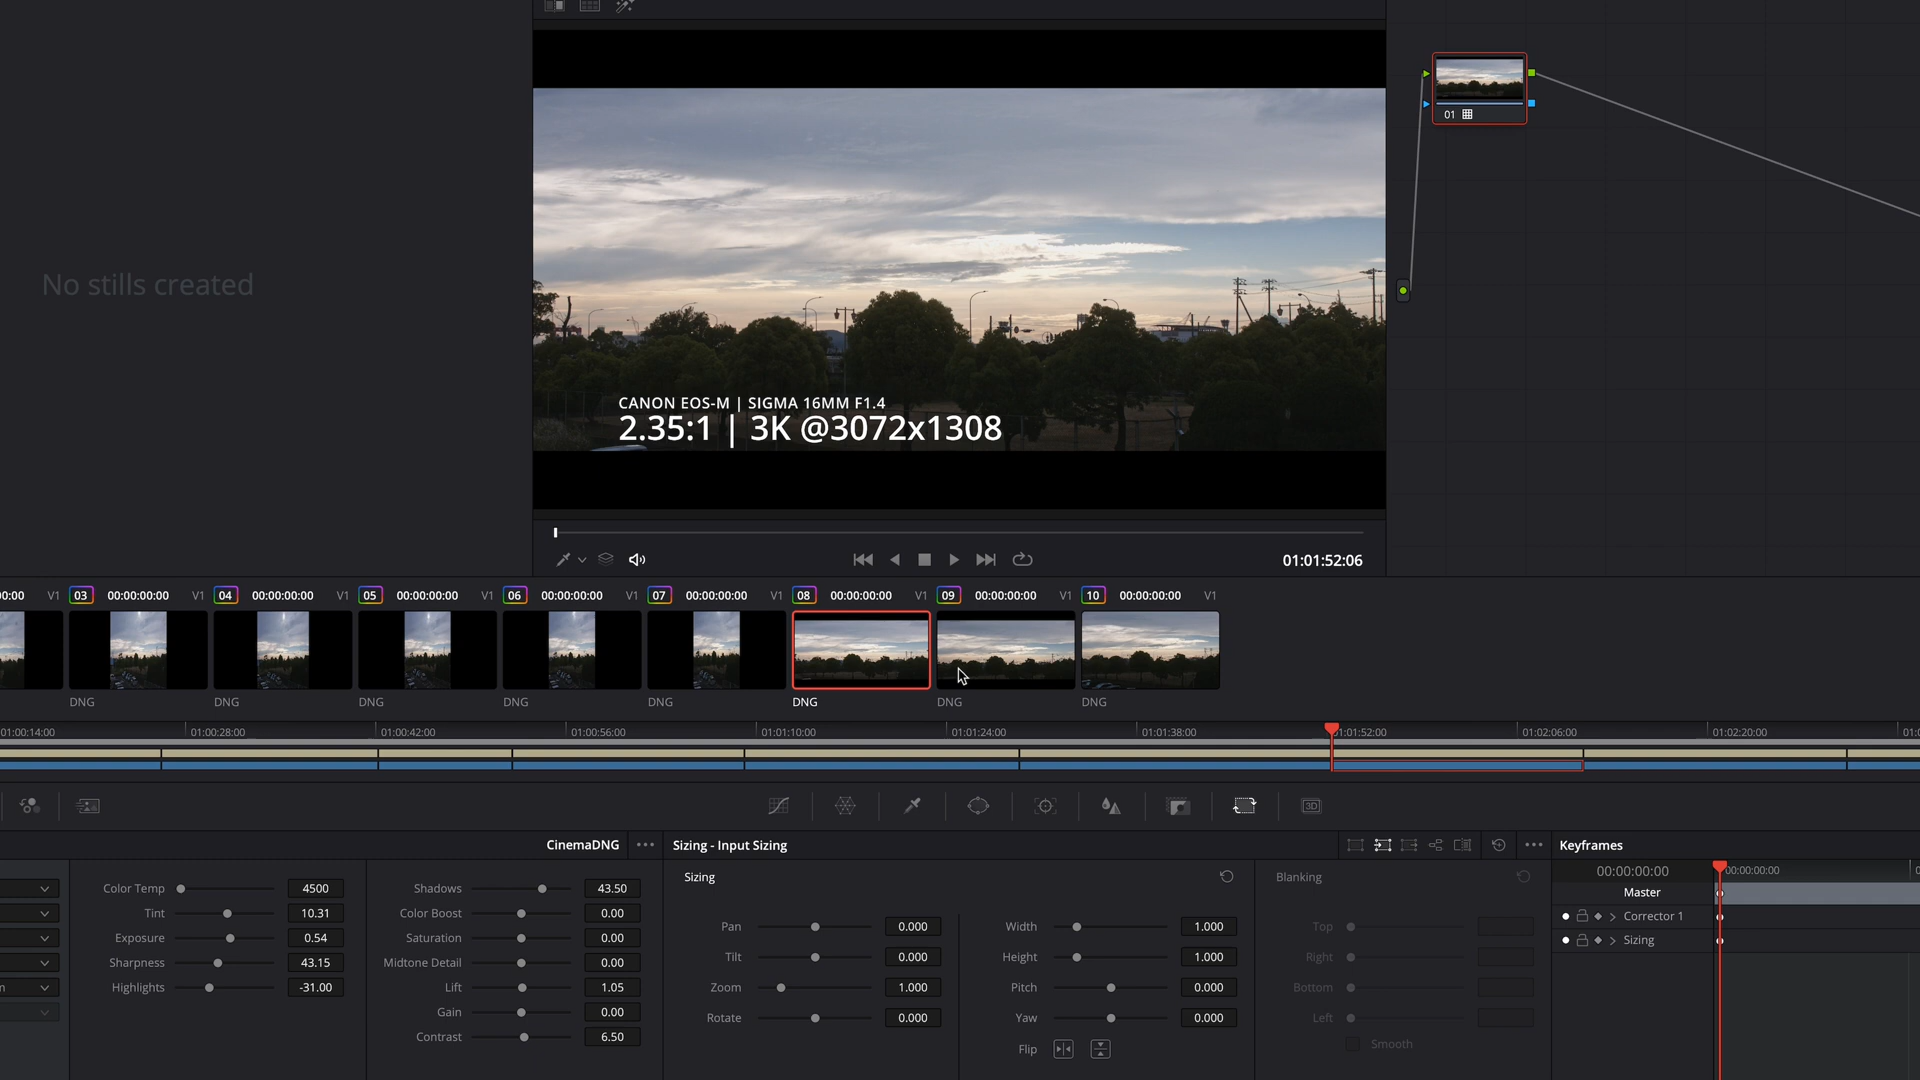 No stills created
CANON EOS-M | SIGMA 16MM F1.4
2.35:1 | 3K @3072x1308
01
01:01:52:06
00:00 V1 03 00:00:00:00 V1 04 00:00:00:00 V1 05 00:00:00:00 V1 06 00:00:00:00 V1 07 00:00:00:00 V1 08 00:00:00:00 V1 09 00:00:00:00 V1 10 00:00:00:00 V1
DNG DNG DNG DNG DNG DNG DNG DNG
01:00:14:00 01:00:28:00 01:00:42:00 01:00:56:00 01:01:10:00 01:01:24:00 01:01:38:00 01:01:52:00 01:02:06:00 01:02:20:00
3D
CinemaDNG
Color Temp 4500
Tint 10.31
Exposure 0.54
Sharpness 43.15
Highlights -31.00
Shadows 43.50
Color Boost 0.00
Saturation 0.00
Midtone Detail 0.00
Lift 1.05
Gain 0.00
Contrast 6.50
Sizing - Input Sizing
Sizing
Pan 0.000
Tilt 0.000
Zoom 1.000
Rotate 0.000
Width 1.000
Height 1.000
Pitch 0.000
Yaw 0.000
Flip
Blanking
Top
Right
Bottom
Left
Smooth
Keyframes
00:00:00:00 00:00:00:00
Master
Corrector 1
Sizing